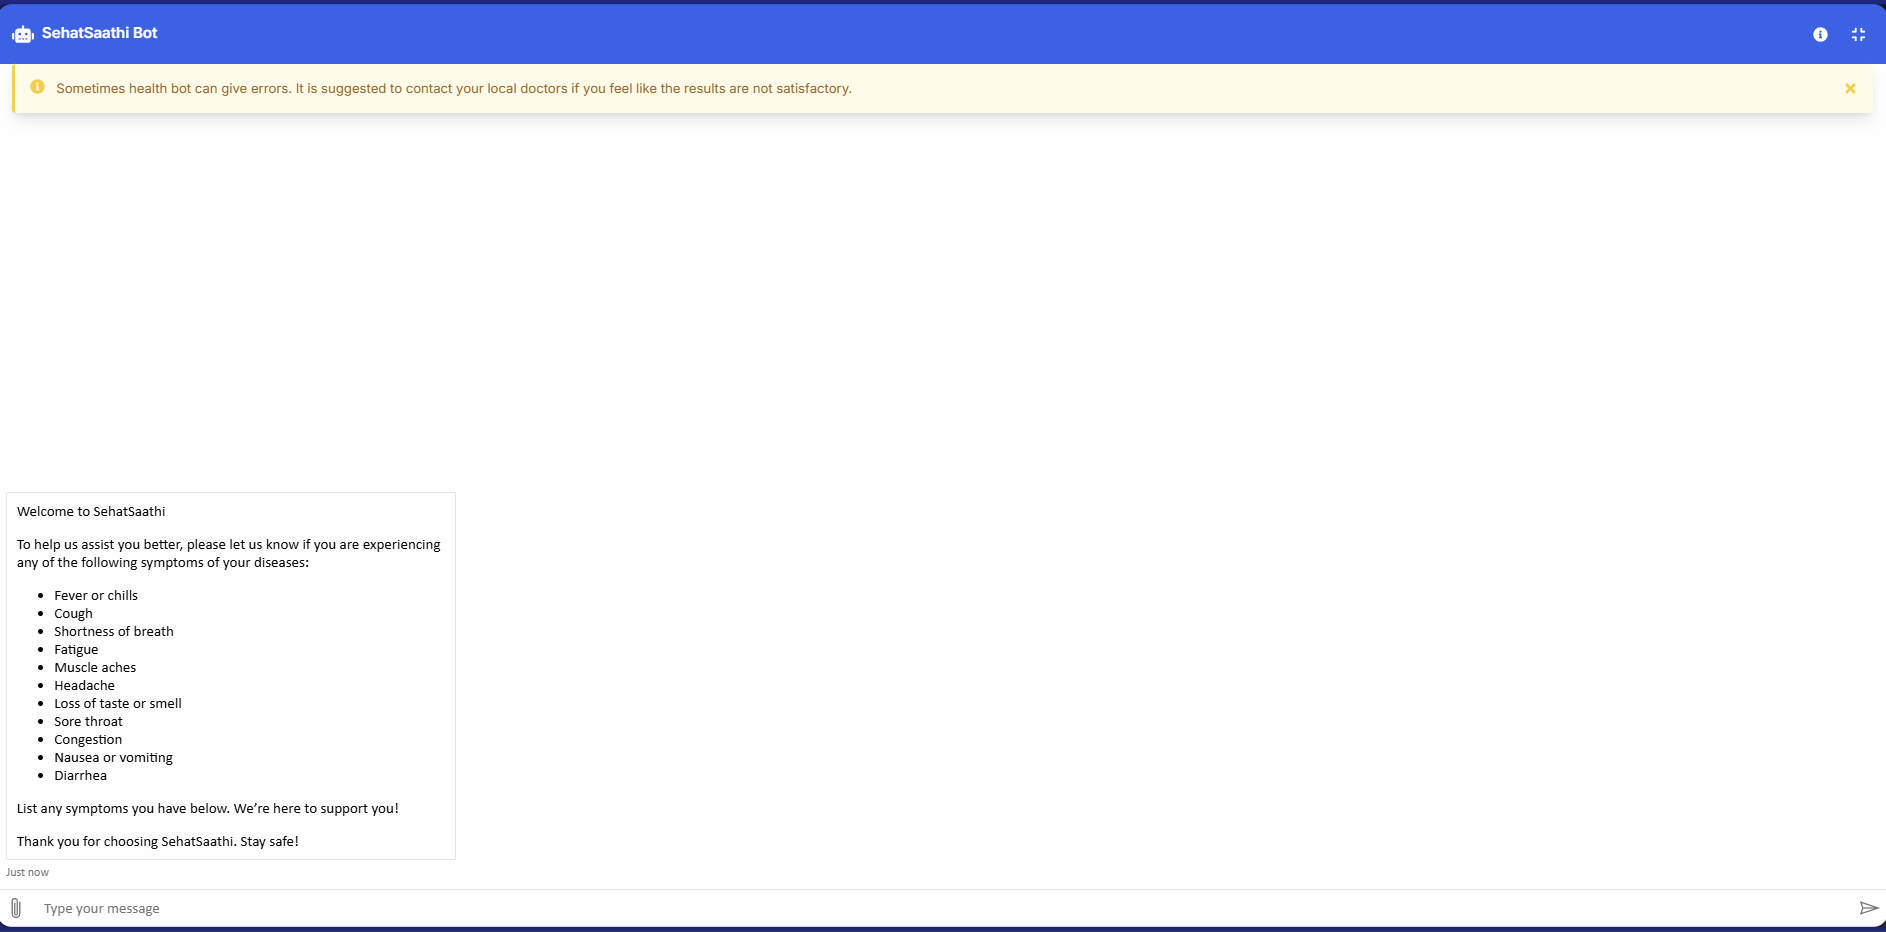 SehatSaathi Bot
Sometimes health bot can give errors. It is suggested to contact your local doctors if you feel like the results are not satisfactory.
Welcome to SehatSaathi
To help us assist you better, please let us know if you are experiencing
any of the following symptoms of your diseases:
Fever or chills
Cough
Shortness of breath
Fatigue
Muscle aches
Headache
Loss of taste or smell
Sore throat
Congestion
Nausea or vomiting
Diarrhea
List any symptoms you have below. We’re here to support you!
Thank you for choosing SehatSaathi. Stay safe!
Just now
Type your message